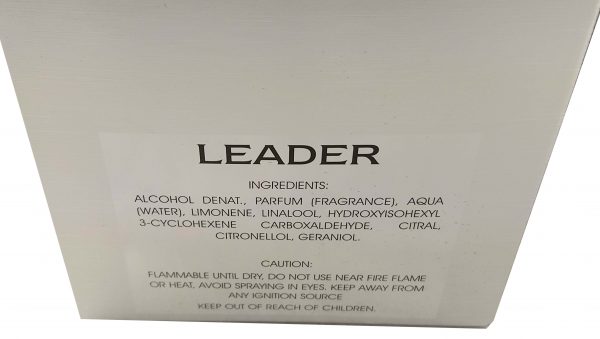 LEADER
INGREDIENTS:
ALCOHOL DENAT., PARFUM (FRAGRANCE), AQUA
(WATER), LIMONENE, LINALOOL, HYDROXYISOHEXYL
3-CYCLOHEXENE CARBOXALDEHYDE, CITRAL,
CITRONELLOL, GERANIOL.
CAUTION:
FLAMMABLE UNTIL DRY, DO NOT USE NEAR FIRE FLAME
OR HEAT, AVOID SPRAYING IN EYES. KEEP AWAY FROM
ANY IGNITION SOURCE
KEEP OUT OF REACH OF CHILDREN.